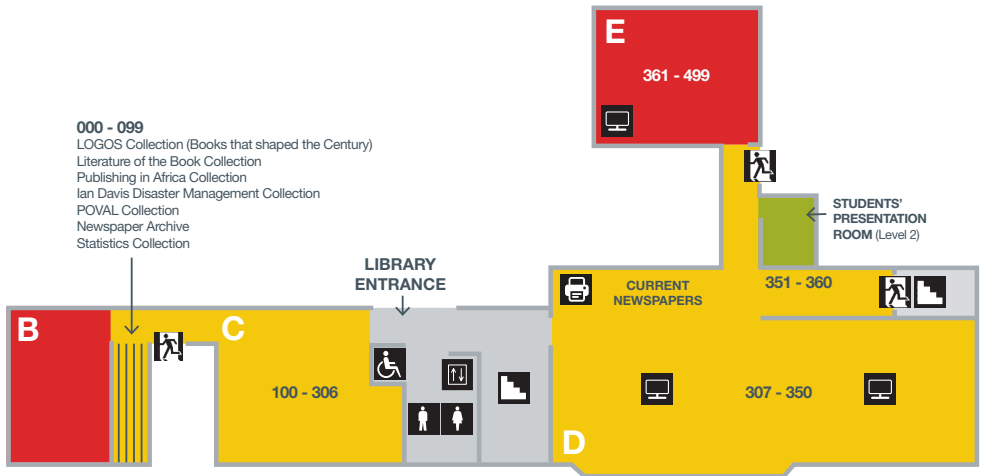 E
361 - 499
000 - 099
LOGOS Collection (Books that shaped the Century)
Literature of the Book Collection
Publishing in Africa Collection
Ian Davis Disaster Management Collection
POVAL Collection
Newspaper Archive
Statistics Collection
STUDENTS'
PRESENTATION
ROOM (Level 2)
LIBRARY
ENTRANCE
CURRENT
NEWSPAPERS
351 - 360
B
C
100 - 306
307 - 350
D